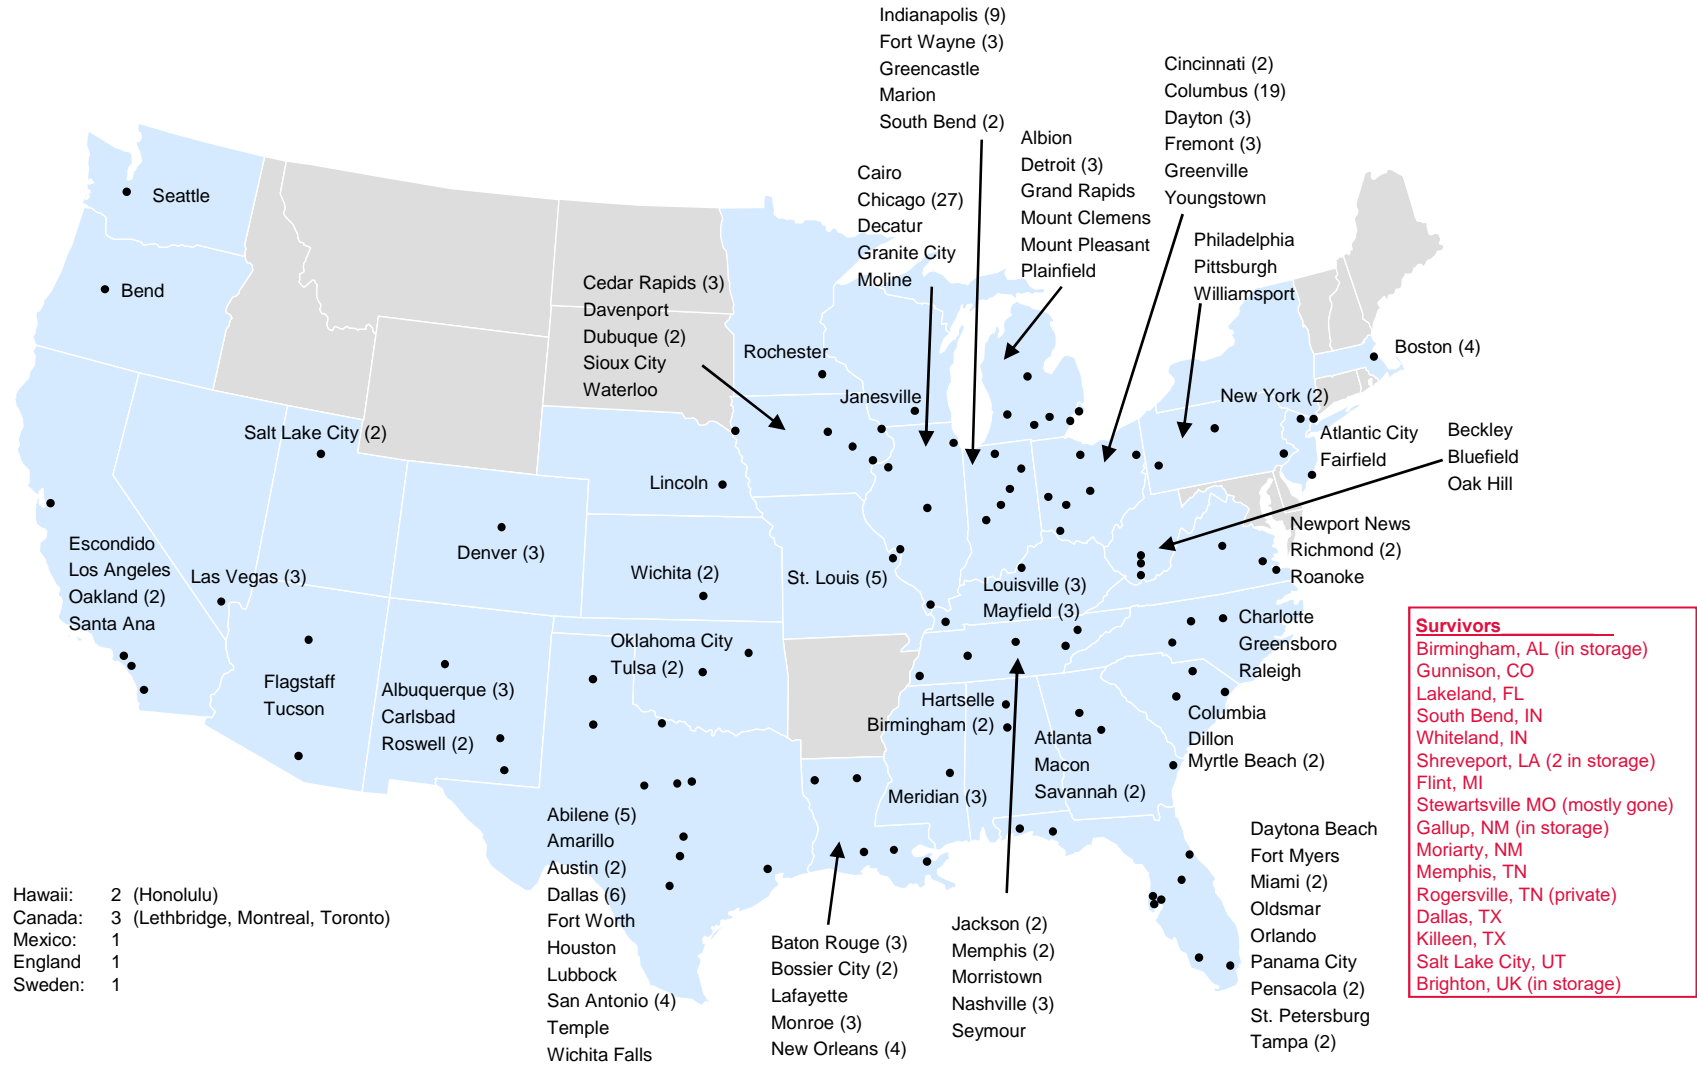 Indianapolis (9)
Fort Wayne (3)
Greencastle
Marion
South Bend (2)
Cincinnati (2)
Columbus (19)
Dayton (3)
Fremont (3)
Greenville
Youngstown
Albion
Detroit (3)
Grand Rapids
Mount Clemens
Mount Pleasant
Plainfield
Cairo
Chicago (27)
Decatur
Granite City
Moline
Philadelphia
Pittsburgh
Williamsport
Seattle
Bend
Cedar Rapids (3)
Davenport
Dubuque (2)
Sioux City
Waterloo
Rochester
Janesville
Boston (4)
New York (2)
Atlantic City
Fairfield
Beckley
Bluefield
Oak Hill
Salt Lake City (2)
Lincoln
Newport News
Richmond (2)
Roanoke
Escondido
Los Angeles
Oakland (2)
Santa Ana
Las Vegas (3)
Denver (3)
Wichita (2)
St. Louis (5)
Louisville (3)
Mayfield (3)
Charlotte
Greensboro
Raleigh
Flagstaff
Tucson
Albuquerque (3)
Carlsbad
Roswell (2)
Oklahoma City
Tulsa (2)
Hartselle
Birmingham (2)
Atlanta
Macon
Savannah (2)
Columbia
Dillon
Myrtle Beach (2)
Meridian (3)
Abilene (5)
Amarillo
Austin (2)
Dallas (6)
Fort Worth
Houston
Lubbock
San Antonio (4)
Temple
Wichita Falls
Baton Rouge (3)
Bossier City (2)
Lafayette
Monroe (3)
New Orleans (4)
Jackson (2)
Memphis (2)
Morristown
Nashville (3)
Seymour
Daytona Beach
Fort Myers
Miami (2)
Oldsmar
Orlando
Panama City
Pensacola (2)
St. Petersburg
Tampa (2)
Hawaii: 2 (Honolulu)
Canada: 3 (Lethbridge, Montreal, Toronto)
Mexico: 1
England 1
Sweden: 1
Survivors
Birmingham, AL (in storage)
Gunnison, CO
Lakeland, FL
South Bend, IN
Whiteland, IN
Shreveport, LA (2 in storage)
Flint, MI
Stewartsville MO (mostly gone)
Gallup, NM (in storage)
Moriarty, NM
Memphis, TN
Rogersville, TN (private)
Dallas, TX
Killeen, TX
Salt Lake City, UT
Brighton, UK (in storage)